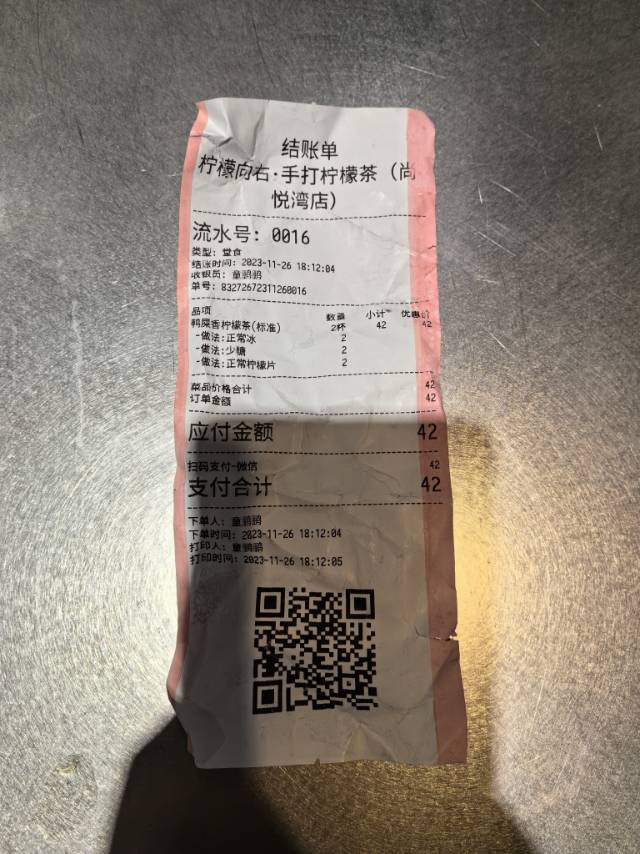 结账单
柠檬向右·手打柠檬茶（尚
悦湾店）
流水号: 0016
类型: 堂食
结账时间: 2023-11-26 18:12:04
收银员: 童鹃鹃
单号: 83272672311260016
品项 数量 小计 优惠价
鸭屎香柠檬茶(标准) 2杯 42 42
-做法:正常冰 2
-做法:少糖 2
-做法:正常柠檬片 2
菜品价格合计 42
订单金额 42
应付金额 42
扫码支付-微信 42
支付合计 42
下单人: 童鹃鹃
下单时间: 2023-11-26 18:12:04
打印人: 童鹃鹃
打印时间: 2023-11-26 18:12:05